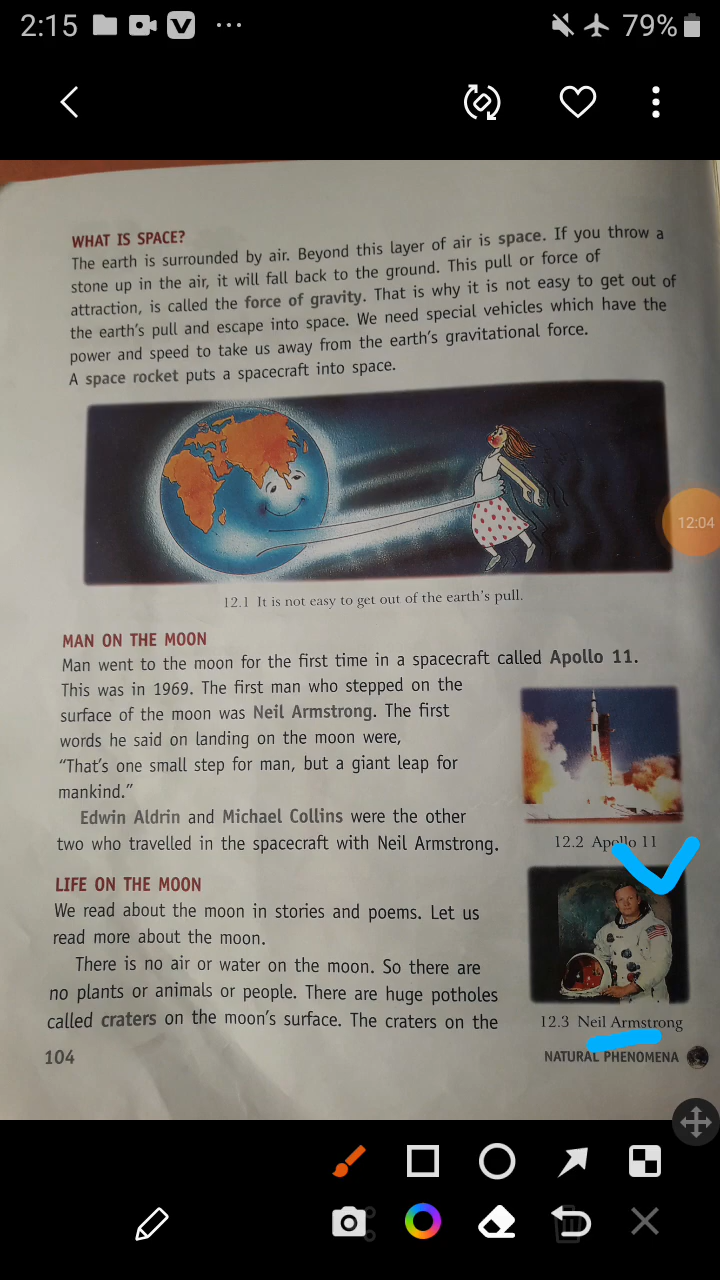 2:15
79%
WHAT IS SPACE?
The earth is surrounded by air. Beyond this layer of air is space. If you throw a
stone up in the air, it will fall back to the ground. This pull or force of
attraction, is called the force of gravity. That is why it is not easy to get out of
the earth's pull and escape into space. We need special vehicles which have the
power and speed to take us away from the earth's gravitational force.
A space rocket puts a spacecraft into space.
12:04
12.1 It is not easy to get out of the earth's pull.
MAN ON THE MOON
Man went to the moon for the first time in a spacecraft called Apollo 11.
This was in 1969. The first man who stepped on the
surface of the moon was Neil Armstrong. The first
words he said on landing on the moon were,
“That's one small step for man, but a giant leap for
mankind.”
Edwin Aldrin and Michael Collins were the other
two who travelled in the spacecraft with Neil Armstrong.
12.2 Apollo 11
LIFE ON THE MOON
We read about the moon in stories and poems. Let us
read more about the moon.
There is no air or water on the moon. So there are
no plants or animals or people. There are huge potholes
called craters on the moon's surface. The craters on the
12.3 Neil Armstrong
104
NATURAL PHENOMENA